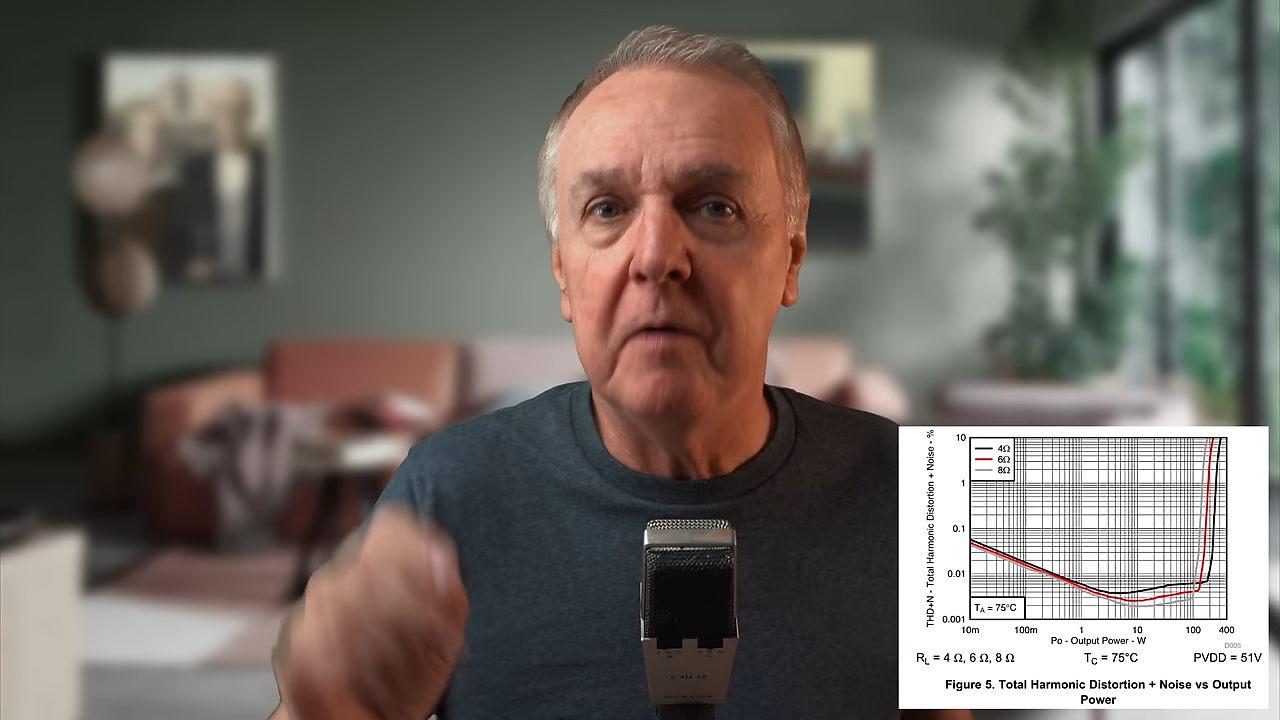 THD+N - Total Harmonic Distortion + Noise - %
10
1
0.1
0.01
0.001
4Ω
6Ω
8Ω
TA = 75°C
10m 100m 1 10 100 400
Po - Output Power - W
D005
RL = 4 Ω, 6 Ω, 8 Ω TC = 75°C PVDD = 51V
Figure 5. Total Harmonic Distortion + Noise vs Output
Power